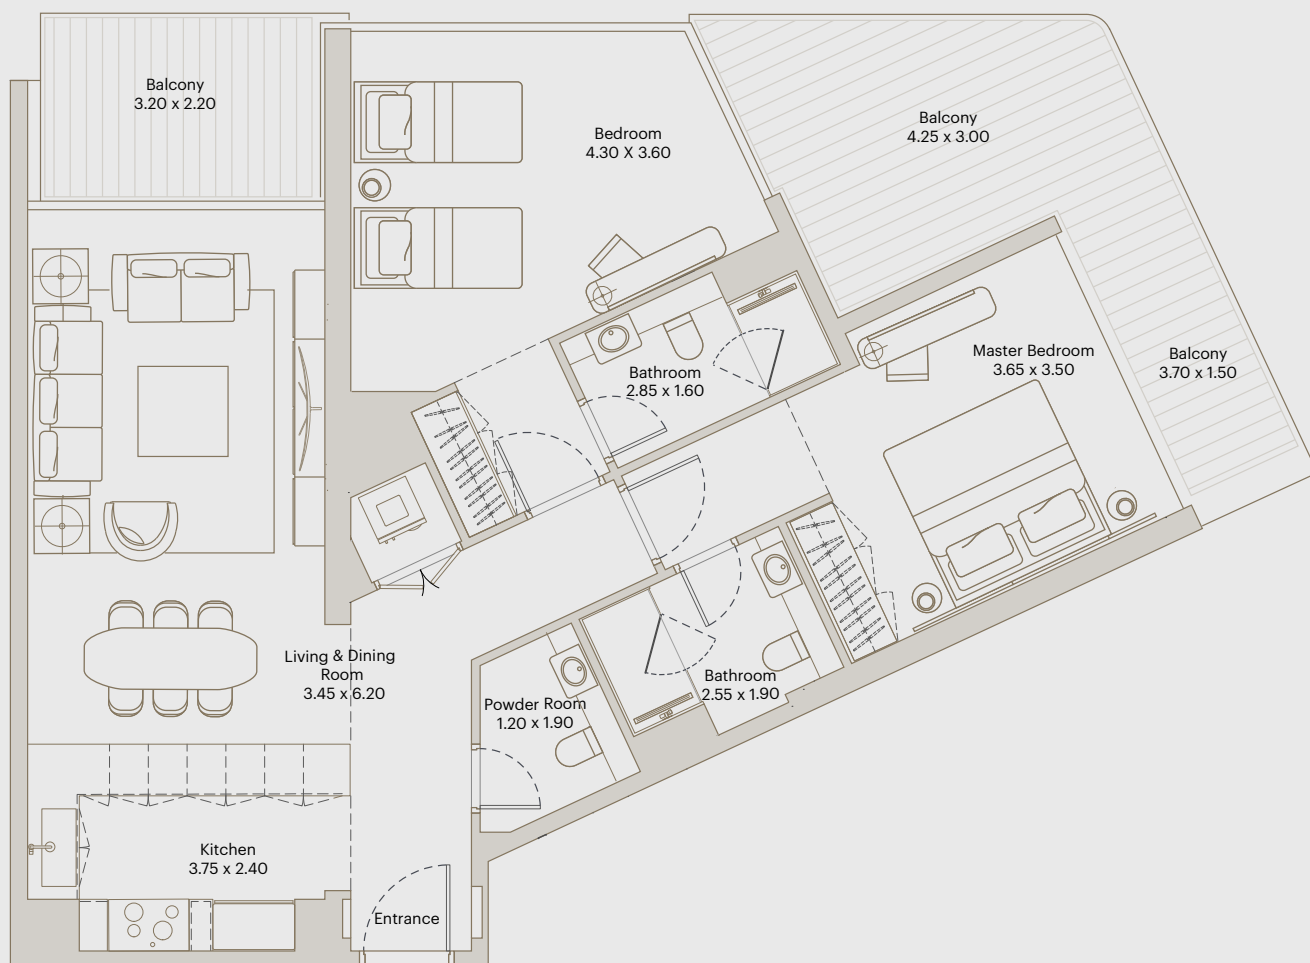 Balcony
3.20 x 2.20
Bedroom
4.30 X 3.60
Balcony
4.25 x 3.00
Bathroom
2.85 x 1.60
Master Bedroom
3.65 x 3.50
Balcony
3.70 x 1.50
Living & Dining
Room
3.45 x 6.20
Powder Room
1.20 x 1.90
Bathroom
2.55 x 1.90
Kitchen
3.75 x 2.40
Entrance